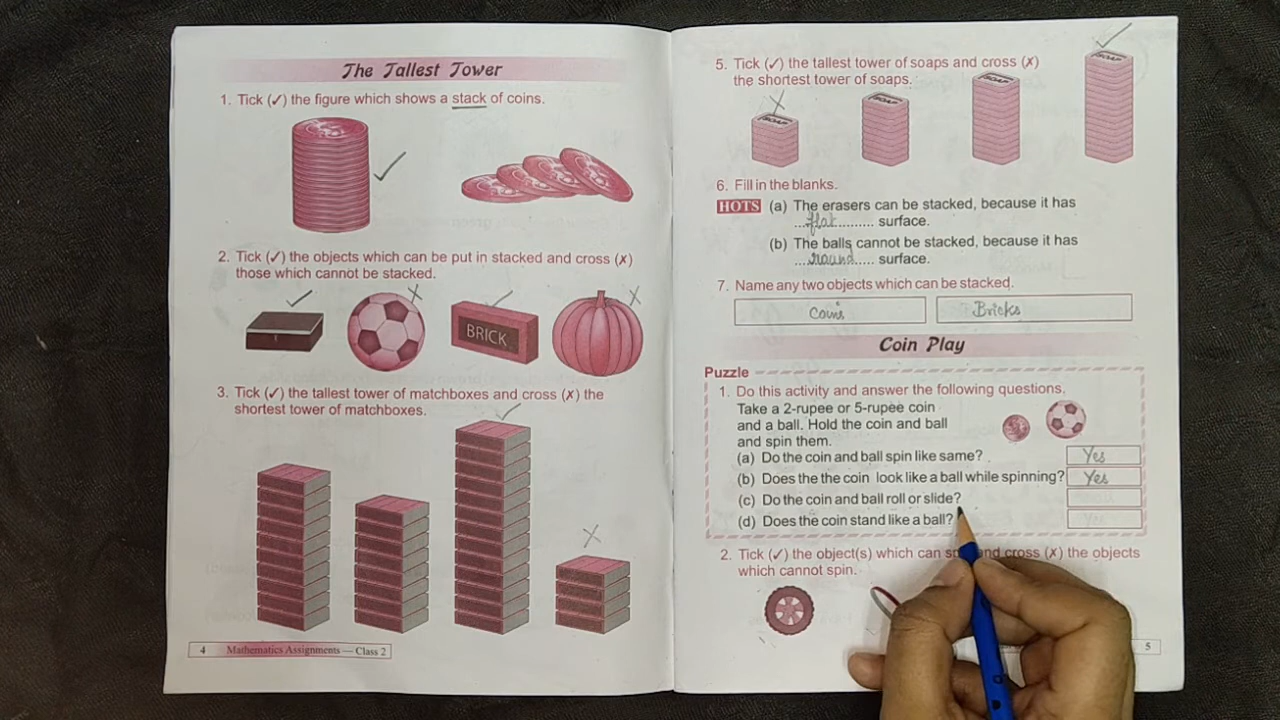 The Tallest Tower
1. Tick (✓) the figure which shows a stack of coins.
2. Tick (✓) the objects which can be put in stacked and cross (✗)
those which cannot be stacked.
BRICK
3. Tick (✓) the tallest tower of matchboxes and cross (✗) the
shortest tower of matchboxes.
4 Mathematics Assignments — Class 2
5. Tick (✓) the tallest tower of soaps and cross (✗)
the shortest tower of soaps.
SOAP SOAP SOAP SOAP
6. Fill in the blanks.
HOTS (a) The erasers can be stacked, because it has
...flat........... surface.
(b) The balls cannot be stacked, because it has
...round..... surface.
7. Name any two objects which can be stacked.
Coins Bricks
Coin Play
Puzzle
1. Do this activity and answer the following questions.
Take a 2-rupee or 5-rupee coin
and a ball. Hold the coin and ball
and spin them.
(a) Do the coin and ball spin like same? Yes
(b) Does the the coin look like a ball while spinning? Yes
(c) Do the coin and ball roll or slide?
(d) Does the coin stand like a ball?
2. Tick (✓) the object(s) which can and cross (✗) the objects
which cannot spin.
5